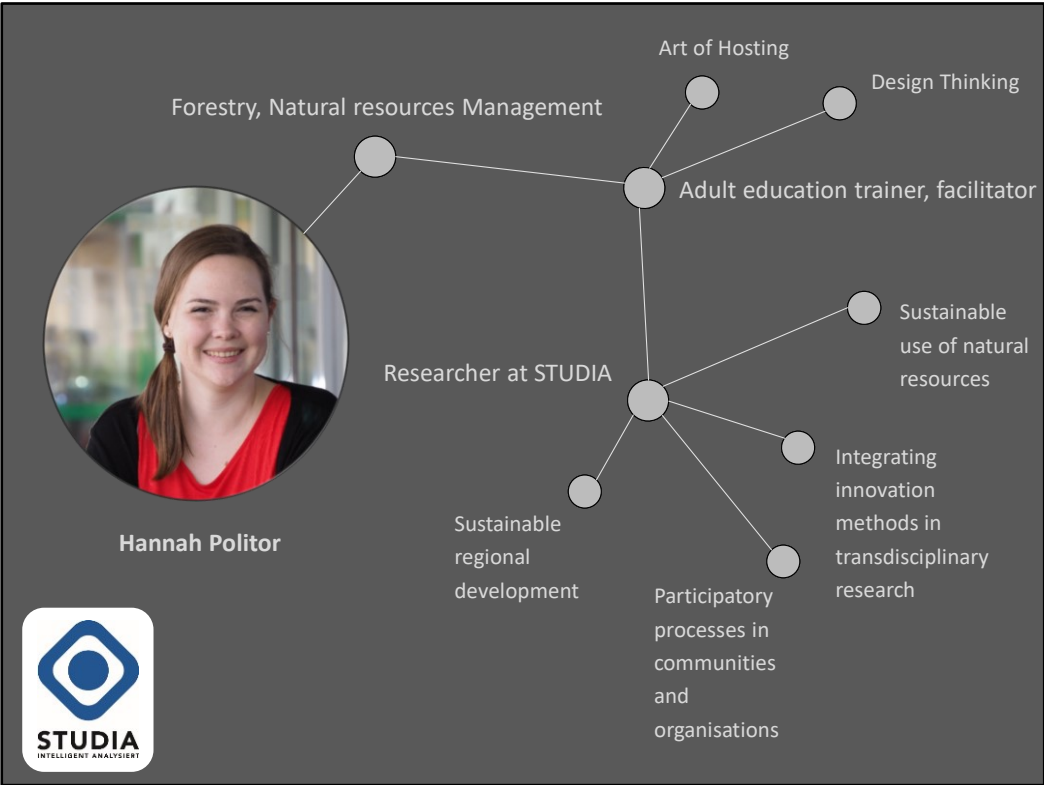 Art of Hosting
Design Thinking
Forestry, Natural resources Management
Adult education trainer, facilitator
Sustainable
use of natural
resources
Researcher at STUDIA
Integrating
innovation
methods in
transdisciplinary
research
Sustainable
regional
development
Participatory
processes in
communities
and
organisations
Hannah Politor
STUDIA
INTELLIGENT ANALYSIERT